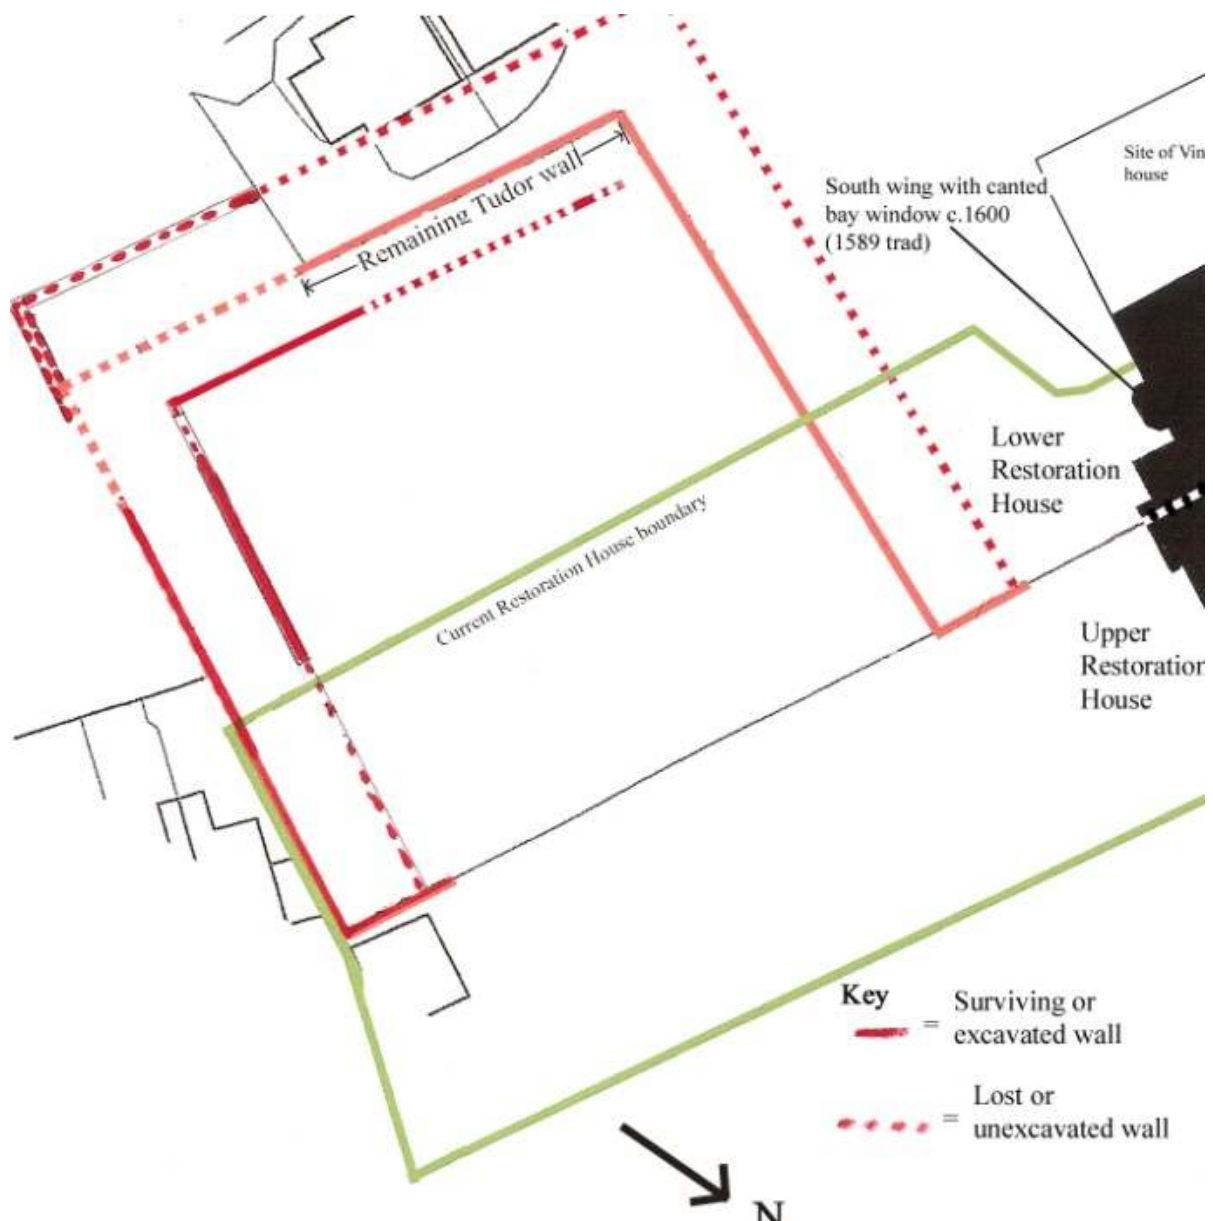 Site of Vin
house
South wing with canted
bay window c.1600
(1589 trad)
Remaining Tudor wall
Lower
Restoration
House
Current Restoration House boundary
Upper
Restoration
House
Key
= Surviving or
excavated wall
= Lost or
unexcavated wall
N